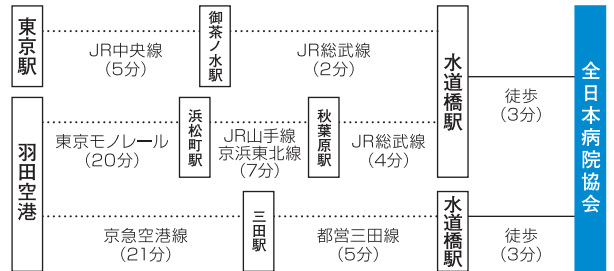 東京駅
JR中央線
(5分)
御茶ノ水駅
JR総武線
(2分)
水道橋駅
徒歩
(3分)
全日本病院協会
羽田空港
東京モノレール
(20分)
浜松町駅
JR山手線
京浜東北線
(7分)
秋葉原駅
JR総武線
(4分)
京急空港線
(21分)
三田駅
都営三田線
(5分)
水道橋駅
徒歩
(3分)